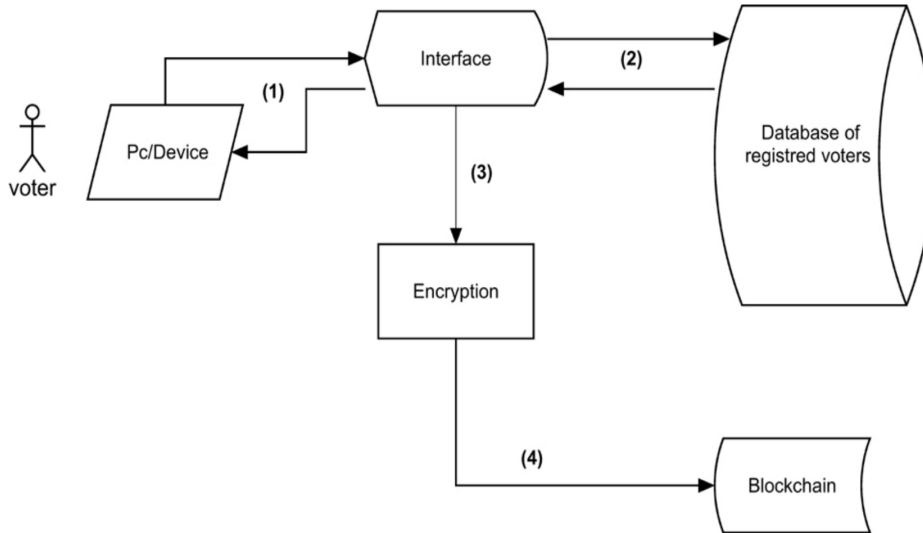 Interface
(2)
(1)
Pc/Device
voter
Database of
registred voters
(3)
Encryption
(4)
Blockchain